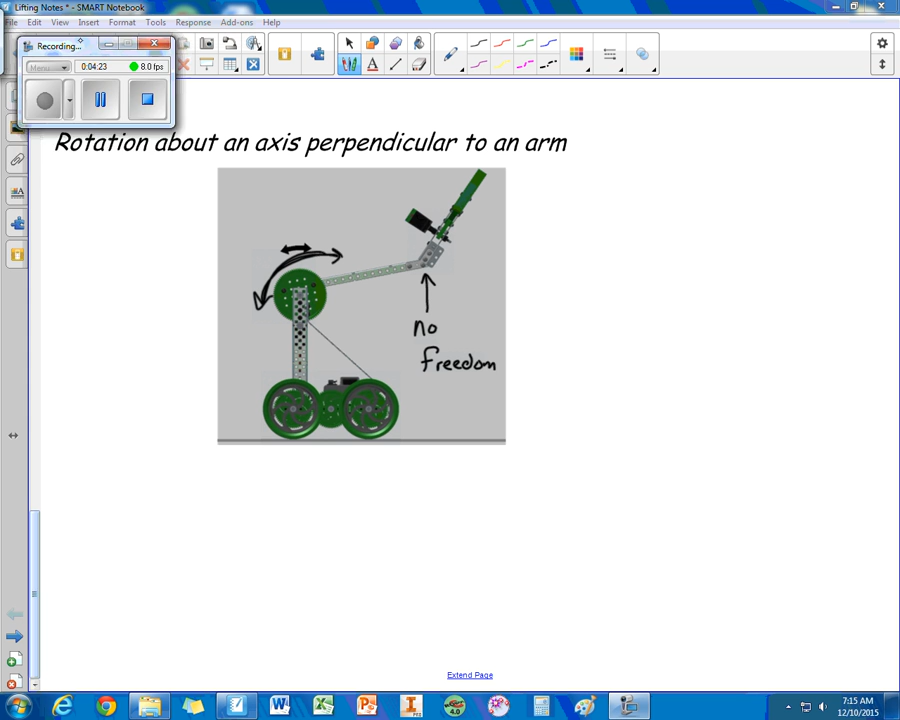 Lifting Notes * - SMART Notebook
File Edit View Insert Format Tools Response Add-ons Help
Recording...
Menu 0:04:23 8.0 fps
Rotation about an axis perpendicular to an arm
no
freedom
Extend Page
7:15 AM
12/10/2015